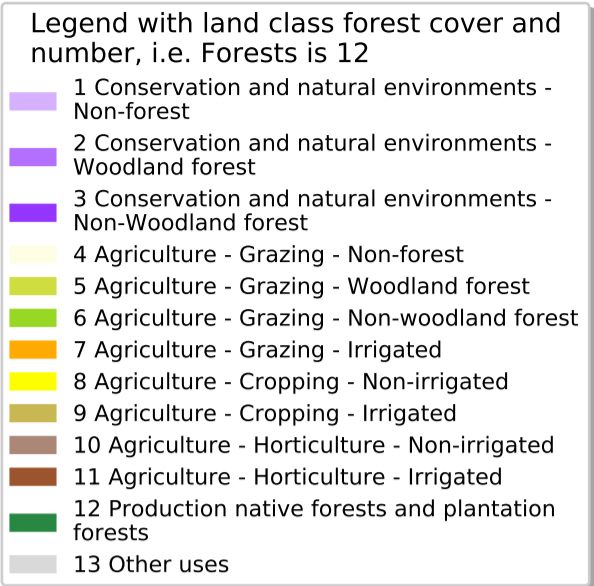 Legend with land class forest cover and
number, i.e. Forests is 12
1 Conservation and natural environments -
Non-forest
2 Conservation and natural environments -
Woodland forest
3 Conservation and natural environments -
Non-Woodland forest
4 Agriculture - Grazing - Non-forest
5 Agriculture - Grazing - Woodland forest
6 Agriculture - Grazing - Non-woodland forest
7 Agriculture - Grazing - Irrigated
8 Agriculture - Cropping - Non-irrigated
9 Agriculture - Cropping - Irrigated
10 Agriculture - Horticulture - Non-irrigated
11 Agriculture - Horticulture - Irrigated
12 Production native forests and plantation
forests
13 Other uses